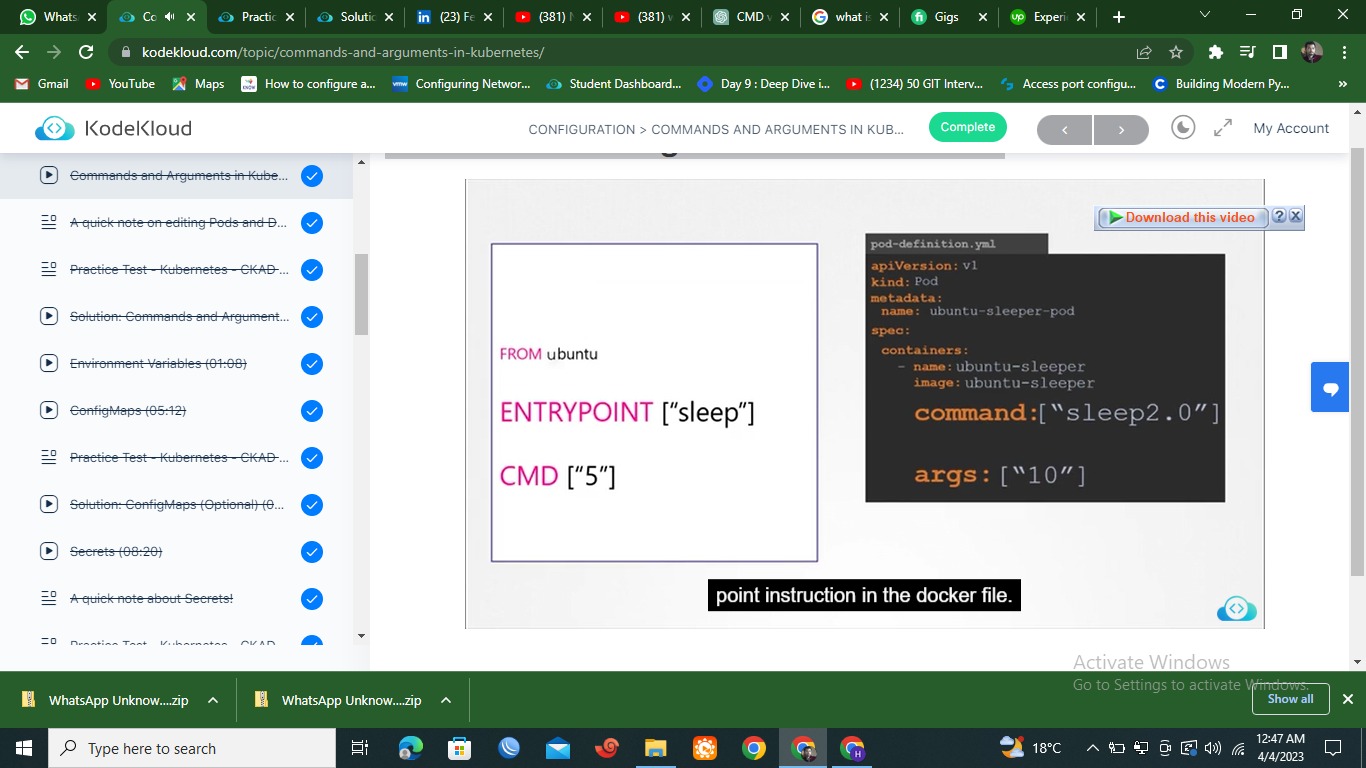 Whats
Co
Practic
Solutic
(23) Fe
(381) N
(381) v
CMD v
what is
Gigs
Experi
kodekloud.com/topic/commands-and-arguments-in-kubernetes/
Gmail
YouTube
Maps
How to configure a...
Configuring Networ...
Student Dashboard...
Day 9 : Deep Dive i...
(1234) 50 GIT Interv...
Access port configu...
Building Modern Py...
»
KodeKloud
CONFIGURATION > COMMANDS AND ARGUMENTS IN KUB...
Complete
My Account
Commands and Arguments in Kube...
A quick note on editing Pods and D...
Practice Test - Kubernetes - CKAD ...
Solution: Commands and Argument...
Environment Variables (01:08)
ConfigMaps (05:12)
Practice Test - Kubernetes - CKAD ...
Solution: ConfigMaps (Optional) (0...
Secrets (08:20)
A quick note about Secrets!
Practice Test - Kubernetes - CKAD
Download this video
FROM ubuntu
ENTRYPOINT ["sleep"]
CMD ["5"]
pod-definition.yml
apiVersion: v1
kind: Pod
metadata:
name: ubuntu-sleeper-pod
spec:
containers:
- name: ubuntu-sleeper
image: ubuntu-sleeper
command:["sleep2.0"]
args: ["10"]
point instruction in the docker file.
Activate Windows
Go to Settings to activate Windows.
WhatsApp Unknow....zip
WhatsApp Unknow....zip
Show all
Type here to search
18°C
12:47 AM
4/4/2023